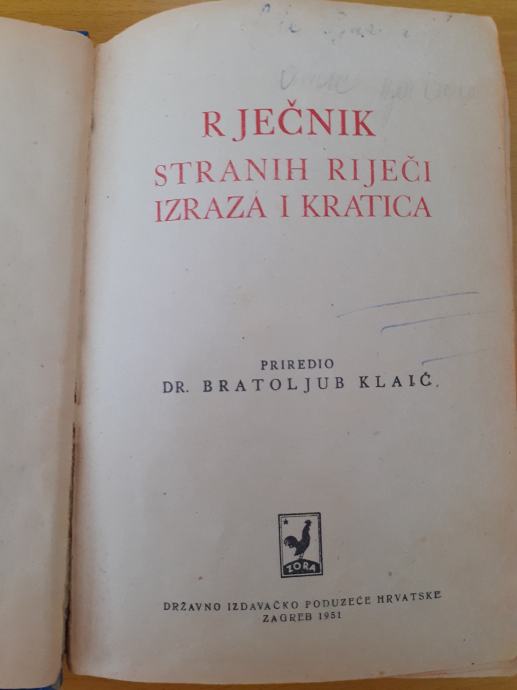 RJEČNIK
STRANIH RIJEČI
IZRAZA I KRATICA
PRIREDIO
DR. BRATOLJUB KLAIĆ
ZORA
DRŽAVNO IZDAVAČKO PODUZEĆE HRVATSKE
ZAGREB 1951